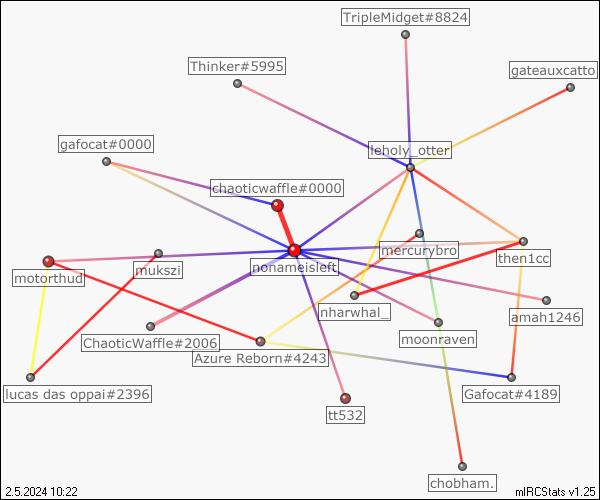 TripleMidget#8824
Thinker#5995
gateauxcatto
gafocat#0000
leholy_otter
chaoticwaffle#0000
mercurybro
then1cc
mukszi
nonameisleft
motorthud
nharwhal_
amah1246
ChaoticWaffle#2006
moonraven
Azure Reborn#4243
lucas das oppai#2396
Gafocat#4189
tt532
chobham.
2.5.2024 10:22
mIRCStats v1.25